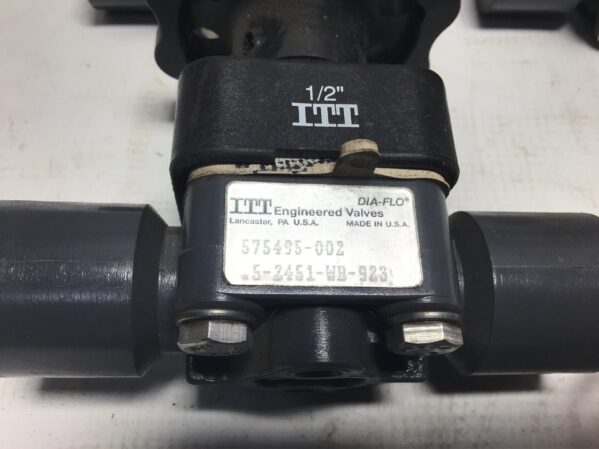 1/2"
ITT
DIA-FLO®
ITT Engineered Valves
Lancaster, PA U.S.A. MADE IN U.S.A.
575495-002
.5-2451-WB-923